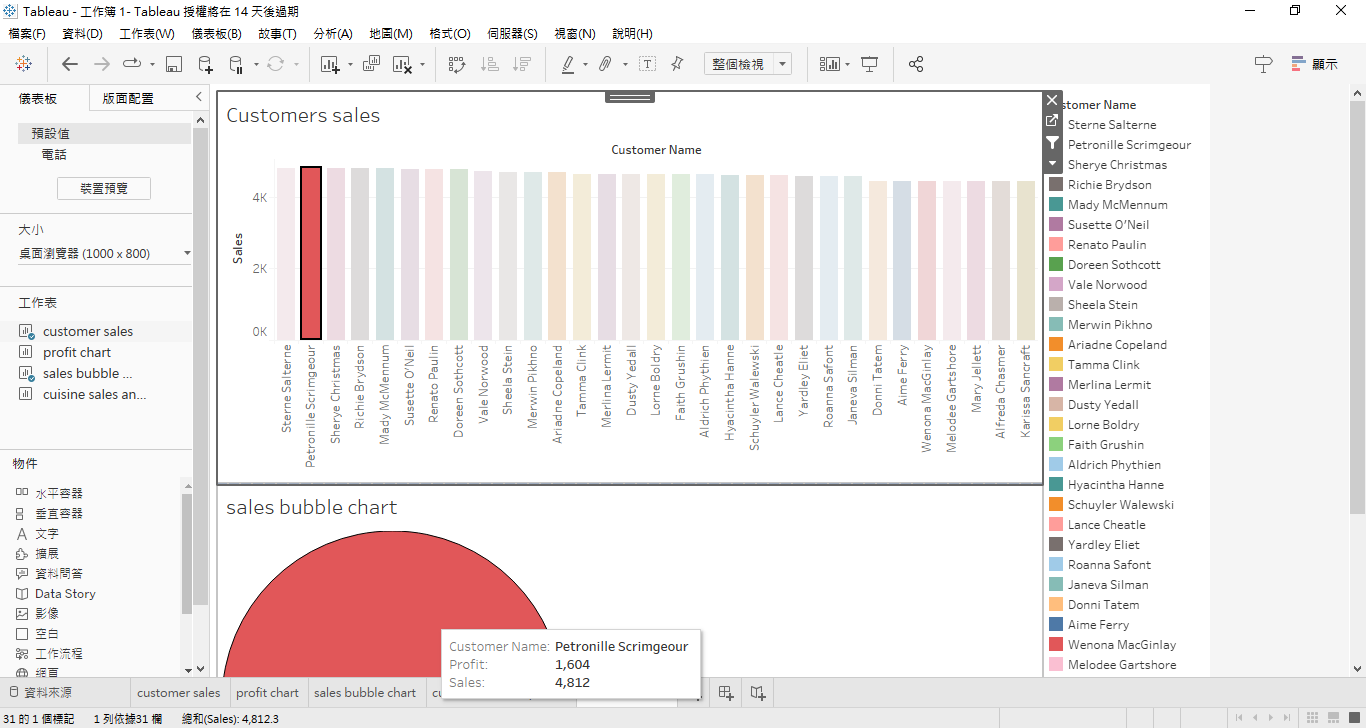 Tableau - 工作簿 1- Tableau 授權將在 14 天後過期
檔案(F) 資料(D) 工作表(W) 儀表板(B) 故事(T) 分析(A) 地圖(M) 格式(O) 伺服器(S) 視窗(N) 說明(H)
整個檢視
顯示
儀表板
版面配置
預設值
電話
裝置預覽
大小
桌面瀏覽器 (1000 x 800)
工作表
customer sales
profit chart
sales bubble ...
cuisine sales an...
物件
水平容器
垂直容器
文字
擴展
資料問答
Data Story
影像
空白
工作流程
網頁
Customers sales
Customer Name
Sales
4K
2K
0K
Sterne Salterne
Petronille Scrimgeour
Sherye Christmas
Richie Brydson
Mady McMennum
Susette O'Neil
Renato Paulin
Doreen Sothcott
Vale Norwood
Sheela Stein
Merwin Pikhno
Ariadne Copeland
Tamma Clink
Merlina Lermit
Dusty Yedall
Lorne Boldry
Faith Grushin
Aldrich Phythien
Hyacintha Hanne
Schuyler Walewski
Lance Cheatle
Yardley Eliet
Roanna Safont
Janeva Silman
Donni Tatem
Aime Ferry
Wenona MacGinlay
Melodee Gartshore
Mary Jellett
Alfreda Chasmer
Karissa Sancraft
sales bubble chart
Customer Name: Petronille Scrimgeour
Profit: 1,604
Sales: 4,812
stomer Name
Sterne Salterne
Petronille Scrimgeour
Sherye Christmas
Richie Brydson
Mady McMennum
Susette O'Neil
Renato Paulin
Doreen Sothcott
Vale Norwood
Sheela Stein
Merwin Pikhno
Ariadne Copeland
Tamma Clink
Merlina Lermit
Dusty Yedall
Lorne Boldry
Faith Grushin
Aldrich Phythien
Hyacintha Hanne
Schuyler Walewski
Lance Cheatle
Yardley Eliet
Roanna Safont
Janeva Silman
Donni Tatem
Aime Ferry
Wenona MacGinlay
Melodee Gartshore
資料來源 customer sales profit chart sales bubble chart
31 的 1 個標記 1 列依據31 欄 總和(Sales): 4,812.3